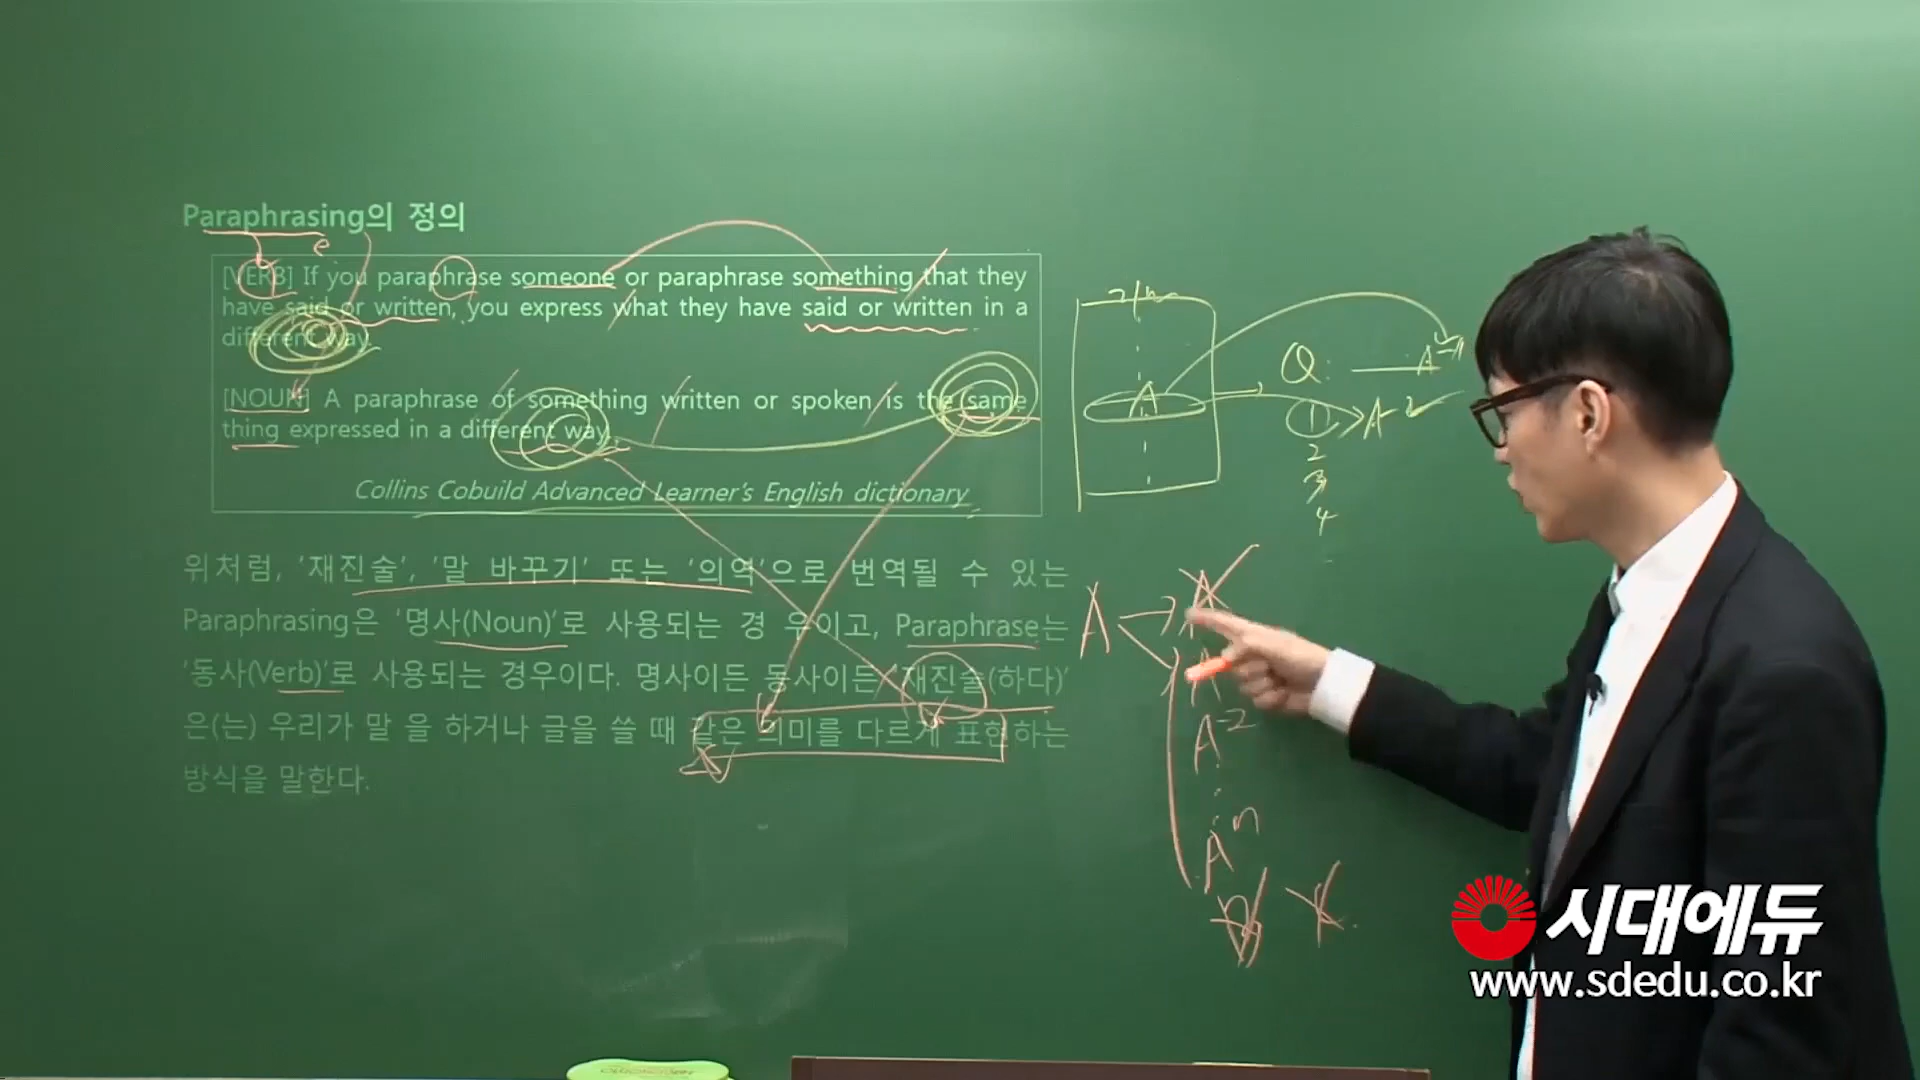 Paraphrasing의 정의
[VERB] If you paraphrase someone or paraphrase something that they
have said or written, you express what they have said or written in a
different way.
[NOUN] A paraphrase of something written or spoken is the same
thing expressed in a different way.
Collins Cobuild Advanced Learner's English dictionary
위처럼, '재진술', '말 바꾸기' 또는 '의역'으로 번역될 수 있는
Paraphrasing은 '명사(Noun)'로 사용되는 경 우이고, Paraphrase는
'동사(Verb)'로 사용되는 경우이다. 명사이든 동사이든 '재진술(하다)'
은(는) 우리가 말 을 하거나 글을 쓸 때 같은 의미를 다르게 표현하는
방식을 말한다.
e
A
Q.
1 A-2
2
3
4
A A
A
A-2
A n
시대에듀
www.sdedu.co.kr